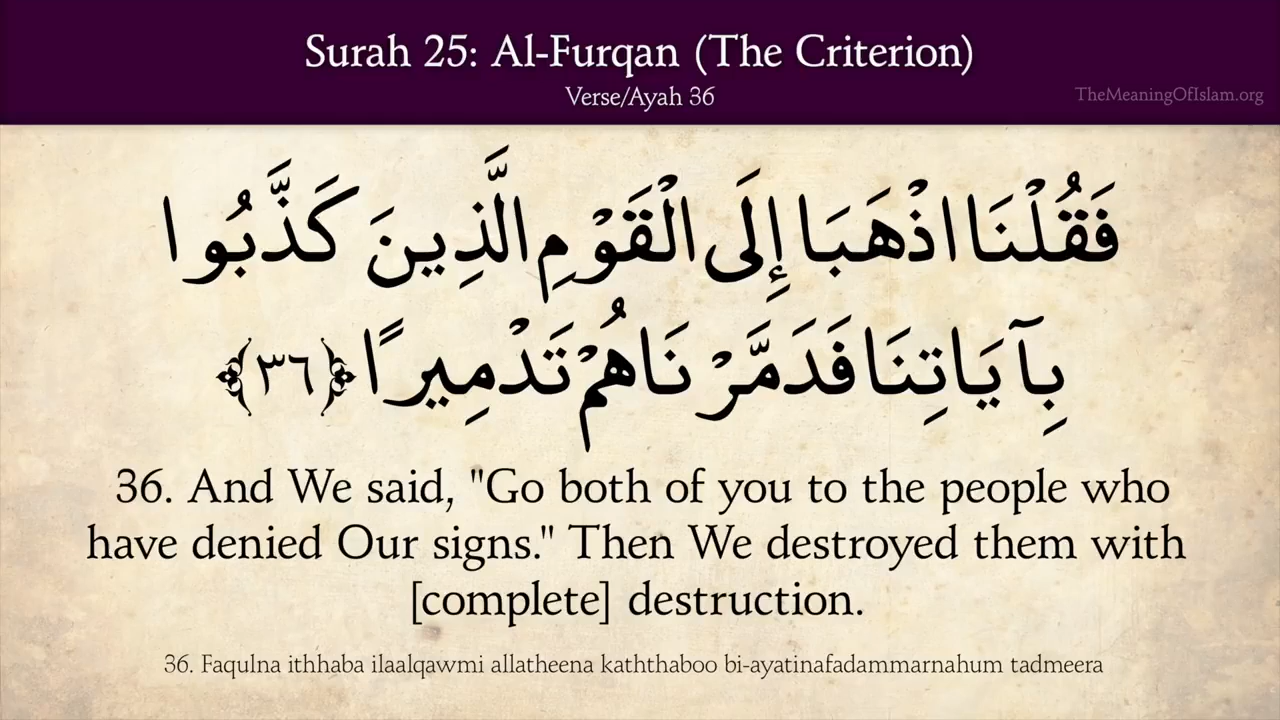 Surah 25: Al-Furqan (The Criterion)
Verse/Ayah 36
TheMeaningOfIslam.org
فَقُلْنَا اذْهَبَا إِلَى الْقَوْمِ الَّذِينَ كَذَّبُوا
بِآيَاتِنَا فَدَمَّرْنَاهُمْ تَدْمِيرًا ﴿٣٦﴾
36. And We said, "Go both of you to the people who
have denied Our signs." Then We destroyed them with
[complete] destruction.
36. Faqulna ithhaba ilaalqawmi allatheena kaththaboo bi-ayatinafadammarnahum tadmeera